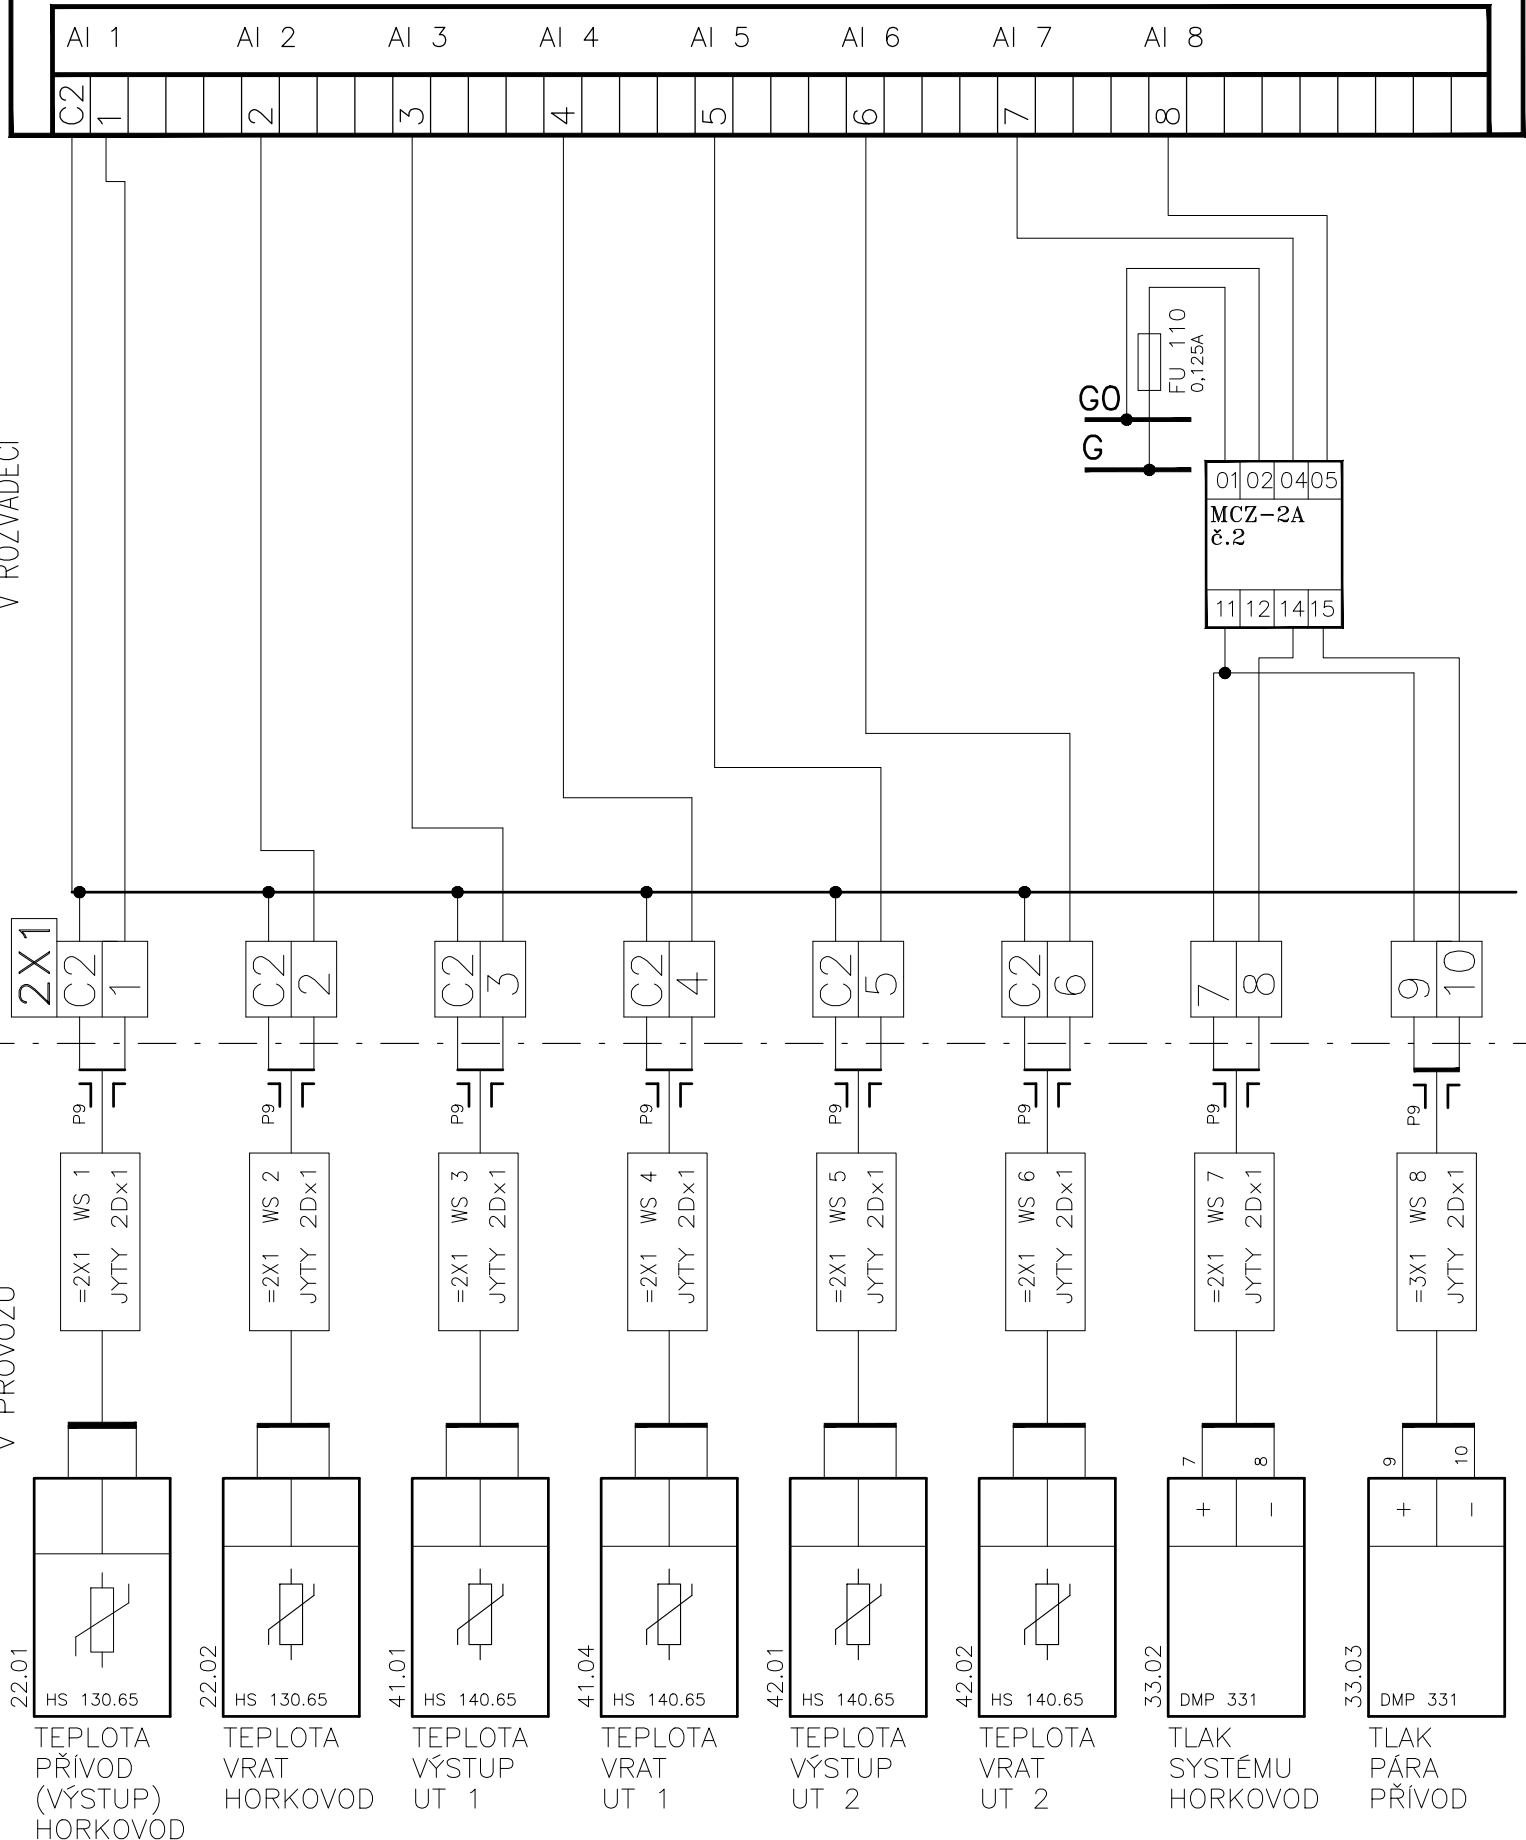 AI 1 AI 2 AI 3 AI 4 AI 5 AI 6 AI 7 AI 8
C2 1 2 3 4 5 6 7 8
V ROZVADĚČI
FU 110
0,125A
G0
G
01 02 04 05
MCZ-2A
č.2
11 12 14 15
2X1
C2 1 C2 2 C2 3 C2 4 C2 5 C2 6 7 8 9 10
P9 P9 P9 P9 P9 P9 P9 P9
V PROVOZU
=2X1 WS 1
JYTY 2Dx1
=2X1 WS 2
JYTY 2Dx1
=2X1 WS 3
JYTY 2Dx1
=2X1 WS 4
JYTY 2Dx1
=2X1 WS 5
JYTY 2Dx1
=2X1 WS 6
JYTY 2Dx1
=2X1 WS 7
JYTY 2Dx1
=3X1 WS 8
JYTY 2Dx1
7 8 9 10
+ - + -
22.01
HS 130.65
TEPLOTA
PŘÍVOD
(VÝSTUP)
HORKOVOD
22.02
HS 130.65
TEPLOTA
VRAT
HORKOVOD
41.01
HS 140.65
TEPLOTA
VÝSTUP
UT 1
41.04
HS 140.65
TEPLOTA
VRAT
UT 1
42.01
HS 140.65
TEPLOTA
VÝSTUP
UT 2
42.02
HS 140.65
TEPLOTA
VRAT
UT 2
33.02
DMP 331
TLAK
SYSTÉMU
HORKOVOD
33.03
DMP 331
TLAK
PÁRA
PŘÍVOD